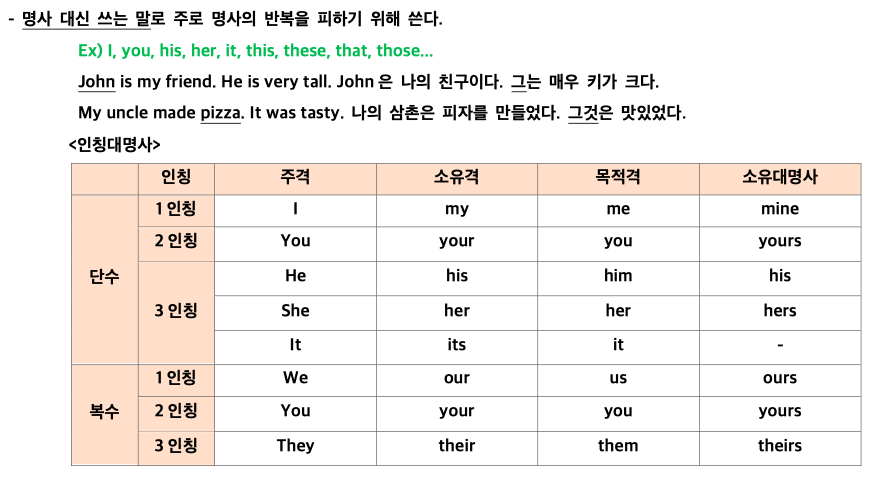 - 명사 대신 쓰는 말로 주로 명사의 반복을 피하기 위해 쓴다.
Ex) I, you, his, her, it, this, these, that, those...
John is my friend. He is very tall. John 은 나의 친구이다. 그는 매우 키가 크다.
My uncle made pizza. It was tasty. 나의 삼촌은 피자를 만들었다. 그것은 맛있었다.
<인칭대명사>
인칭 주격 소유격 목적격 소유대명사
단수 1 인칭 I my me mine
2 인칭 You your you yours
3 인칭 He his him his
She her her hers
It its it -
복수 1 인칭 We our us ours
2 인칭 You your you yours
3 인칭 They their them theirs